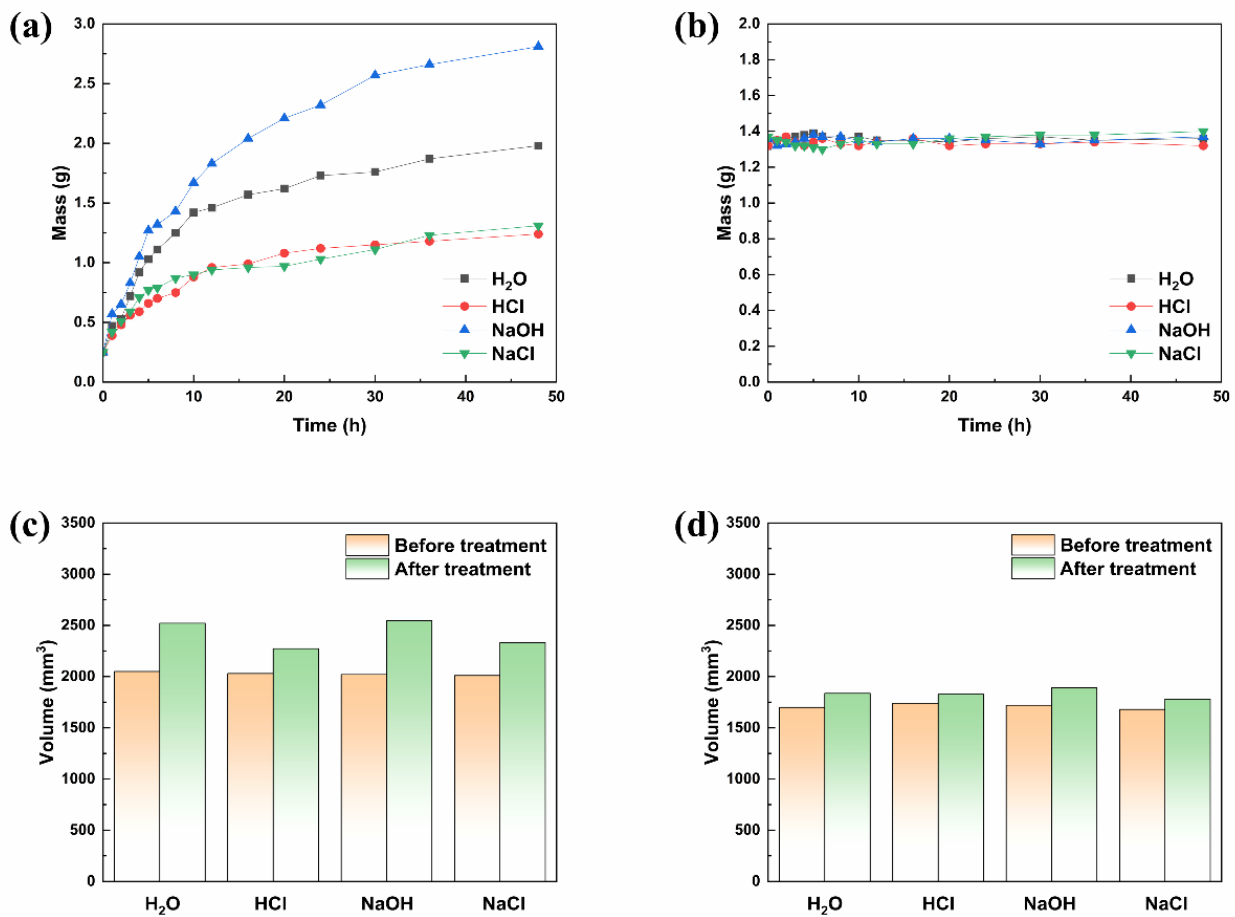 (a)
3.0
2.5
2.0
1.5
1.0
0.5
0.0
Mass (g)
0 10 20 30 40 50
Time (h)
H₂O
HCl
NaOH
NaCl
(b)
2.0
1.8
1.6
1.4
1.2
1.0
0.8
0.6
0.4
0.2
0.0
Mass (g)
0 10 20 30 40 50
Time (h)
H₂O
HCl
NaOH
NaCl
(c)
3500
3000
2500
2000
1500
1000
500
0
Volume (mm³)
Before treatment
After treatment
H₂O HCl NaOH NaCl
(d)
3500
3000
2500
2000
1500
1000
500
0
Volume (mm³)
Before treatment
After treatment
H₂O HCl NaOH NaCl